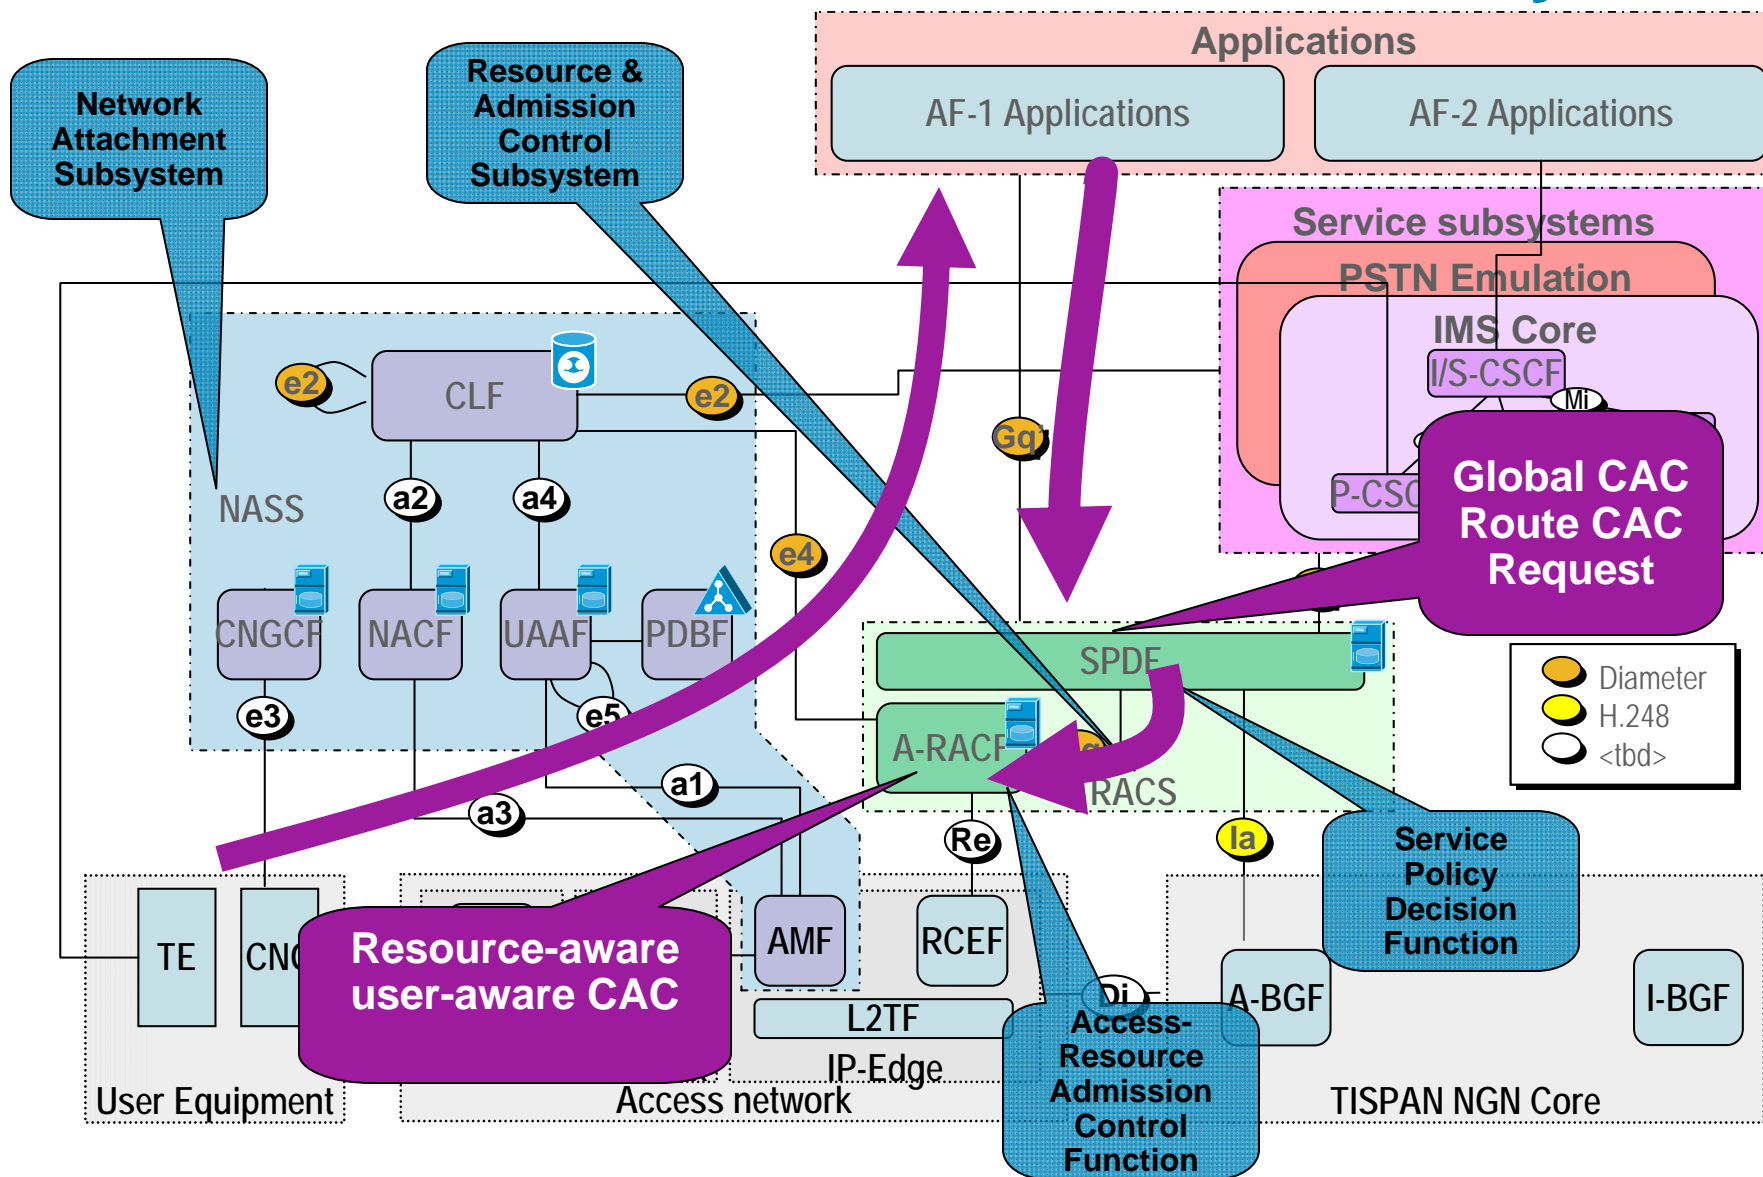 Applications
AF-1 Applications
AF-2 Applications
Network
Attachment
Subsystem
Resource &
Admission
Control
Subsystem
Service subsystems
PSTN Emulation
IMS Core
I/S-CSCF
Mi
e2
CLF
e2
Gq'
NASS
a2
a4
e4
Global CAC
Route CAC
Request
CNGCF
NACF
UAAF
PDBF
SPDF
e3
e5
A-RACF
RACS
Diameter
H.248
<tbd>
a3
a1
Re
Ia
Service
Policy
Decision
Function
TE
AMF
RCEF
Resource-aware
user-aware CAC
L2TF
IP-Edge
Di
A-BGF
I-BGF
Access-
Resource
Admission
Control
Function
User Equipment
Access network
TISPAN NGN Core